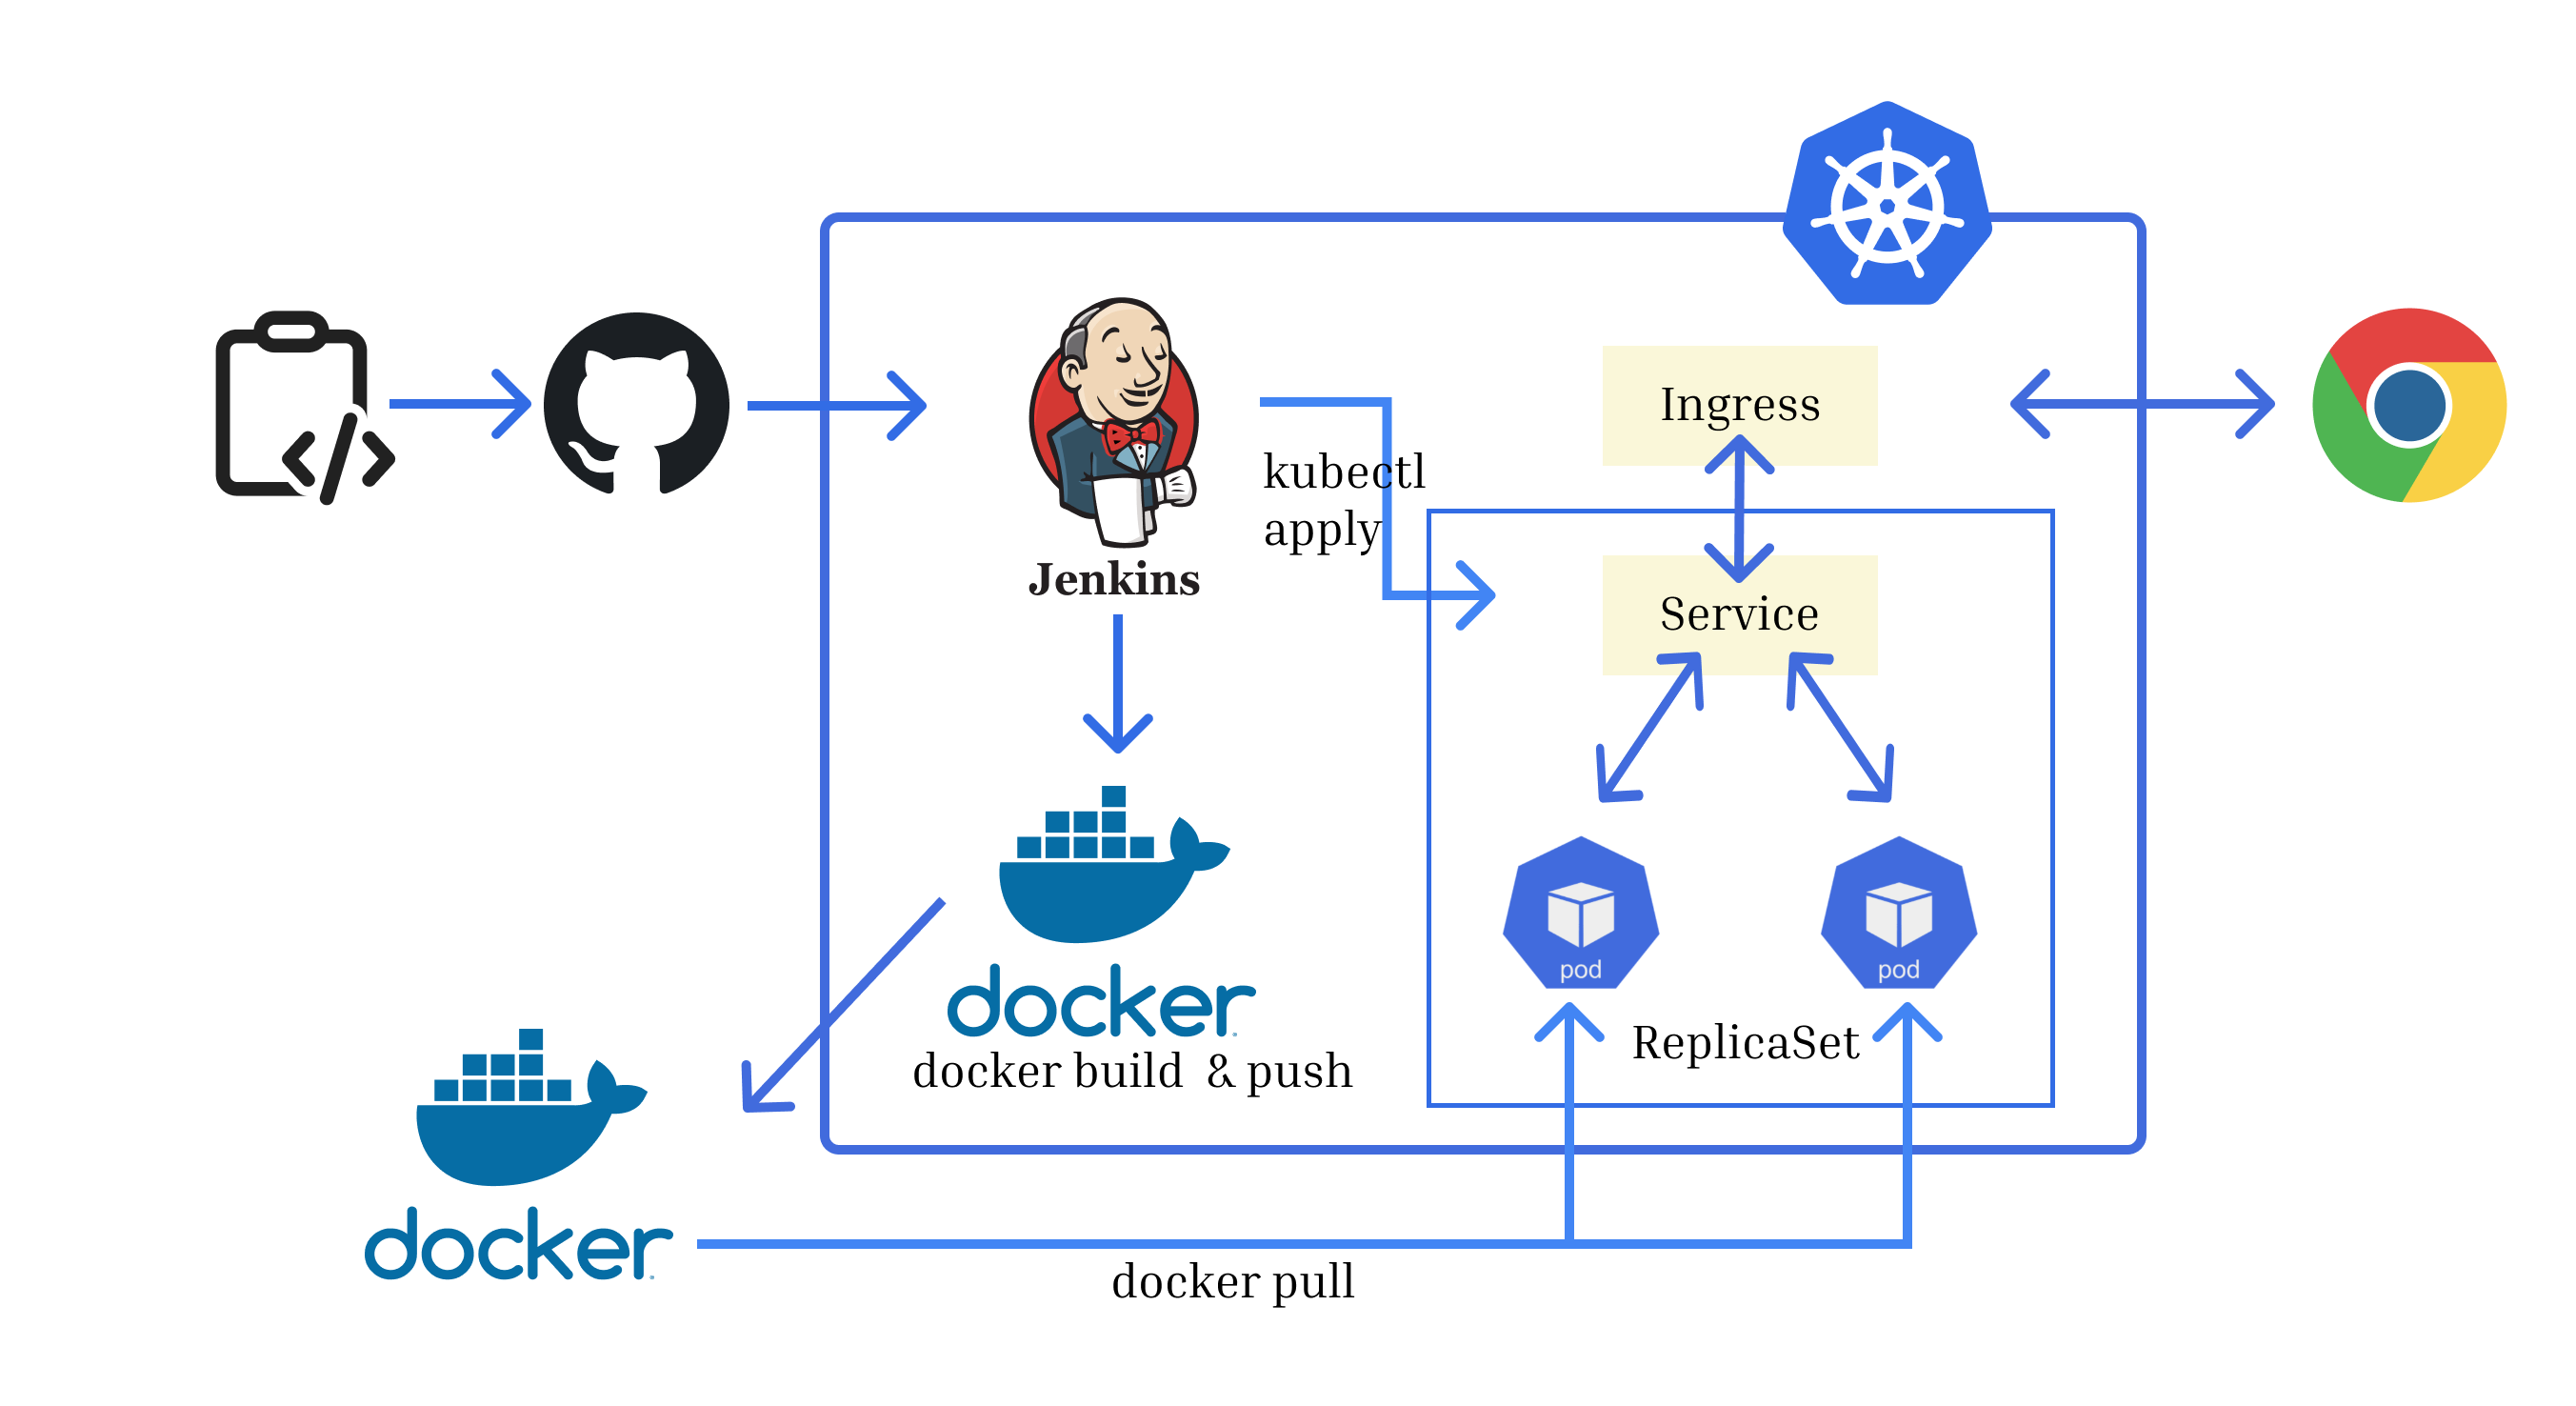 Ingress
kubectl
apply
Jenkins
Service
docker
docker build & push
pod
pod
ReplicaSet
docker
docker pull